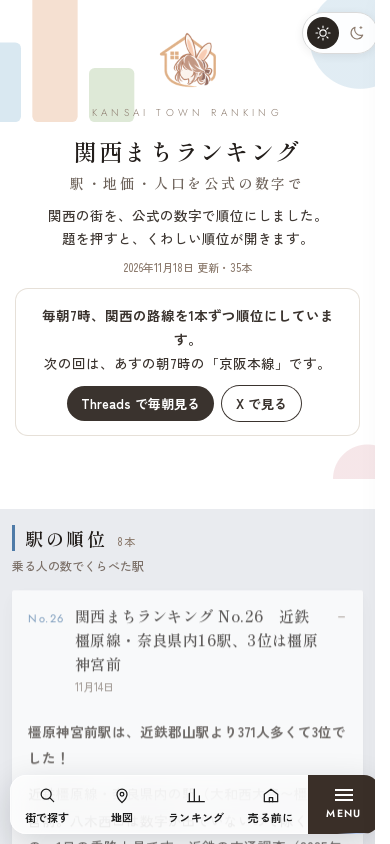 KANSAI TOWN RANKING
関西まちランキング
駅・地価・人口を公式の数字で
関西の街を、公式の数字で順位にしました。
題を押すと、くわしい順位が開きます。
2026年11月18日 更新・35本
毎朝7時、関西の路線を1本ずつ順位にしていま
す。
次の回は、あすの朝7時の「京阪本線」です。
Threads で毎朝見る
X で見る
駅の順位 8本
乗る人の数でくらべた駅
No.26 関西まちランキング No.26 近鉄 −
橿原線・奈良県内16駅、3位は橿原
神宮前
11月14日
橿原神宮前駅は、近鉄郡山駅より371人多くて3位で
した！
街で探す
地図
ランキング
売る前に
MENU